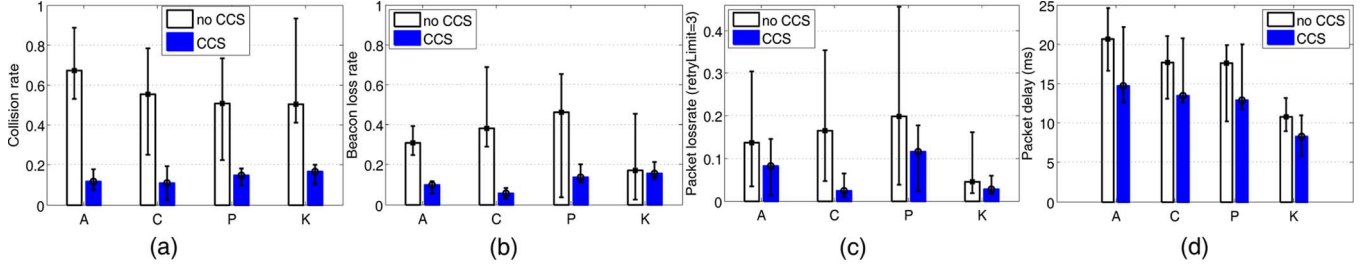 Collision rate
1
0.8
0.6
0.4
0.2
0
A C P K
no CCS
CCS
(a)
Beacon loss rate
1
0.8
0.6
0.4
0.2
0
A C P K
no CCS
CCS
(b)
Packet lossrate (retryLimit=3)
0.4
0.3
0.2
0.1
0
A C P K
no CCS
CCS
(c)
Packet delay (ms)
25
20
15
10
5
0
A C P K
no CCS
CCS
(d)